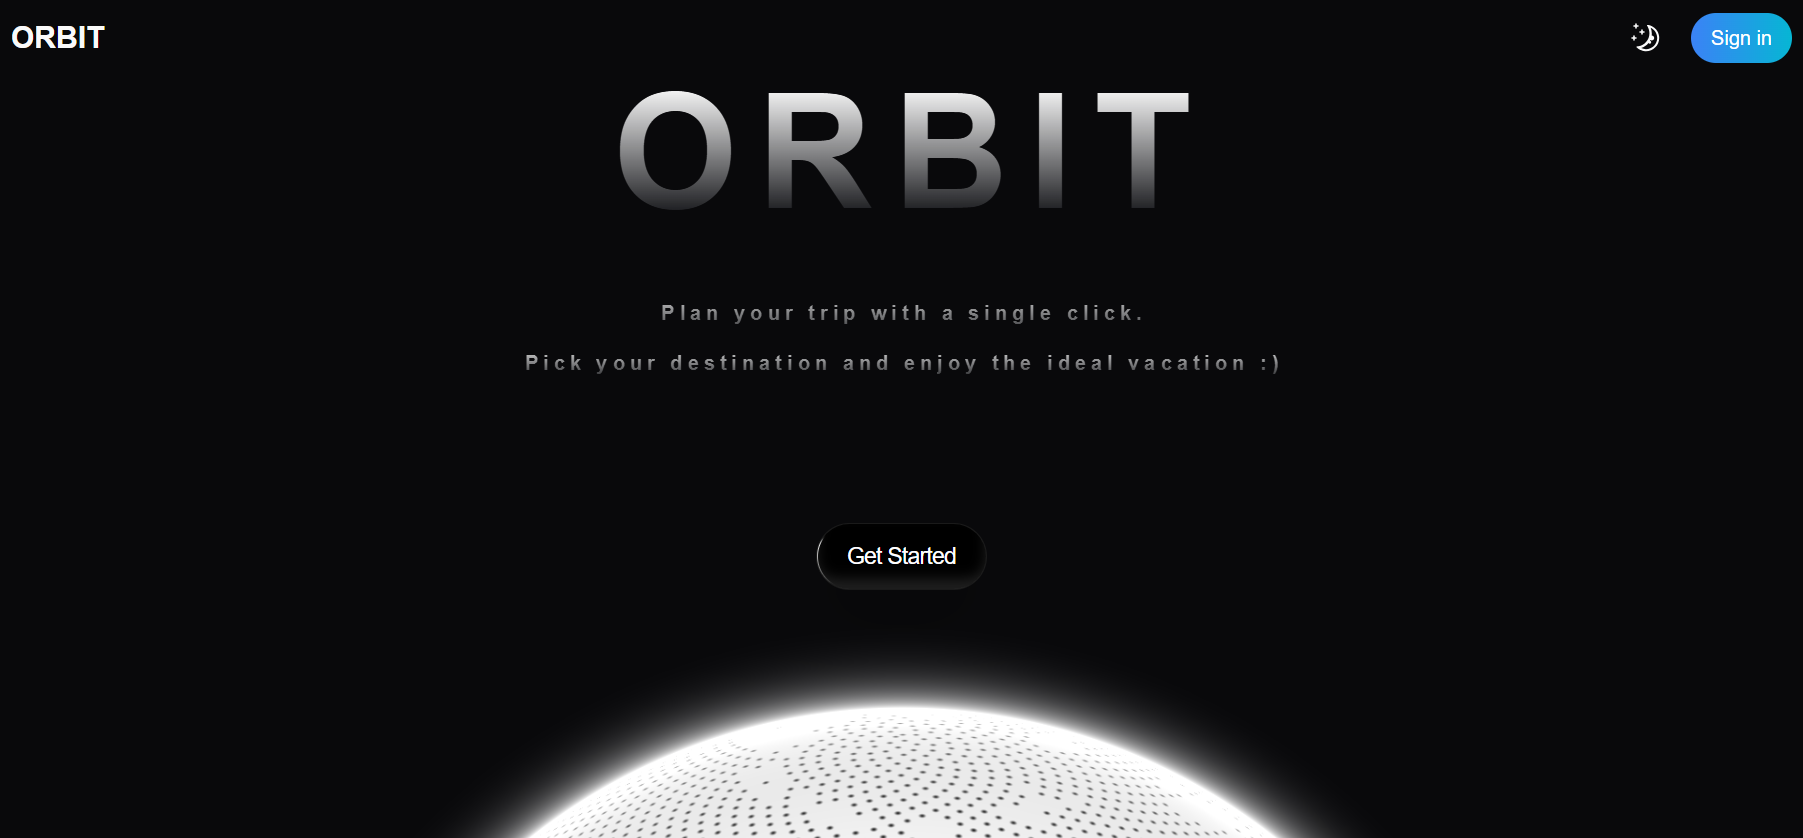 ORBIT
Sign in
ORBIT
Plan your trip with a single click.
Pick your destination and enjoy the ideal vacation :)
Get Started